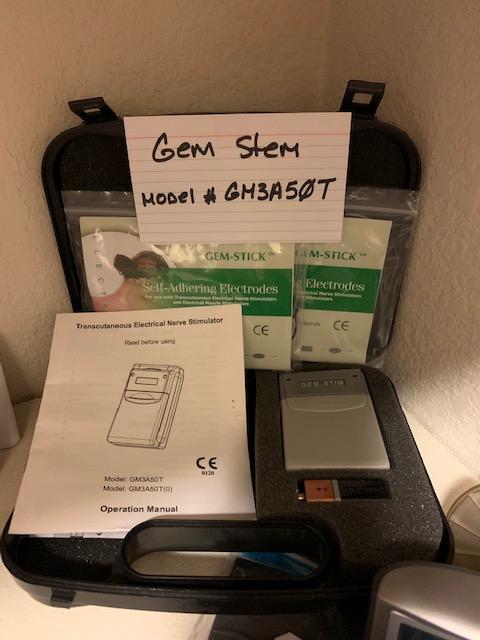 Gem Stem
MODEL # GM3A50T
GEM-STICK™
Self-Adhering Electrodes
For use with Transcutaneous Electrical Nerve Stimulators
and Electrical Muscle Stimulators
CE
GEM-STICK™
Electrodes
CE
Transcutaneous Electrical Nerve Stimulator
Read before using
CE
0120
Model: GM3A50T
Model: GM3A50T(0)
Operation Manual
GEM-STIM